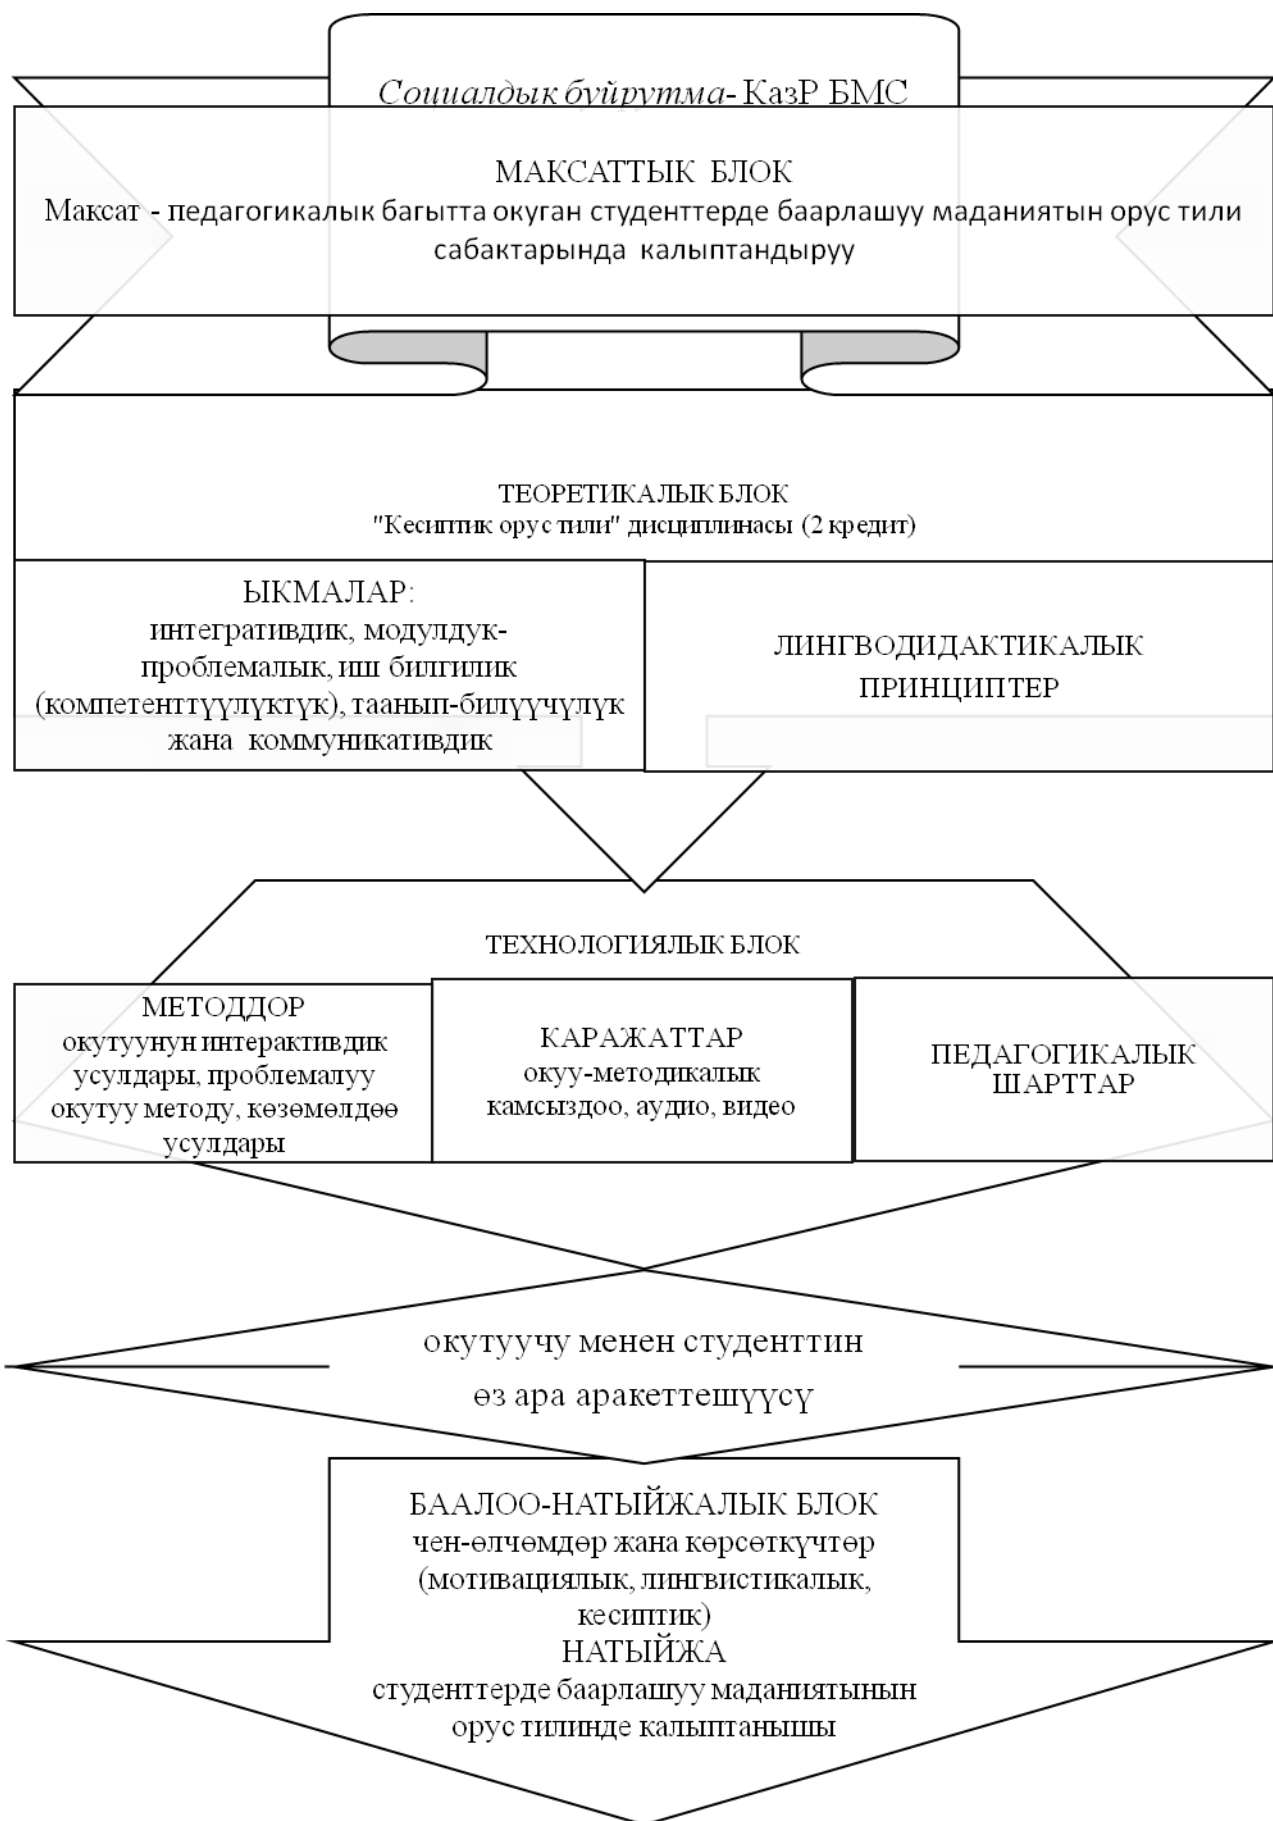 Социалдык буйрутма- КазР БМС
МАКСАТТЫК БЛОК
Максат - педагогикалык багытта окуган студенттерде баарлашуу маданиятын орус тили
сабактарында калыптандыруу
ТЕОРЕТИКАЛЫК БЛОК
"Кесиптик орус тили" дисциплинасы (2 кредит)
ЫКМАЛАР:
интегративдик, модулдук-
проблемалык, иш билгилик
(компетенттүүлүктүк), таанып-билүүчүлүк
жана коммуникативдик
ЛИНГВОДИДАКТИКАЛЫК
ПРИНЦИПТЕР
ТЕХНОЛОГИЯЛЫК БЛОК
МЕТОДДОР
окутуунун интерактивдик
усулдары, проблемалуу
окутуу методу, көзөмөлдөө
усулдары
КАРАЖАТТАР
окуу-методикалык
камсыздоо, аудио, видео
ПЕДАГОГИКАЛЫК
ШАРТТАР
окутуучу менен студенттин
өз ара аракеттешүүсү
БААЛОО-НАТЫЙЖАЛЫК БЛОК
чен-өлчөмдөр жана көрсөткүчтөр
(мотивациялык, лингвистикалык,
кесиптик)
НАТЫЙЖА
студенттерде баарлашуу маданиятынын
орус тилинде калыптанышы